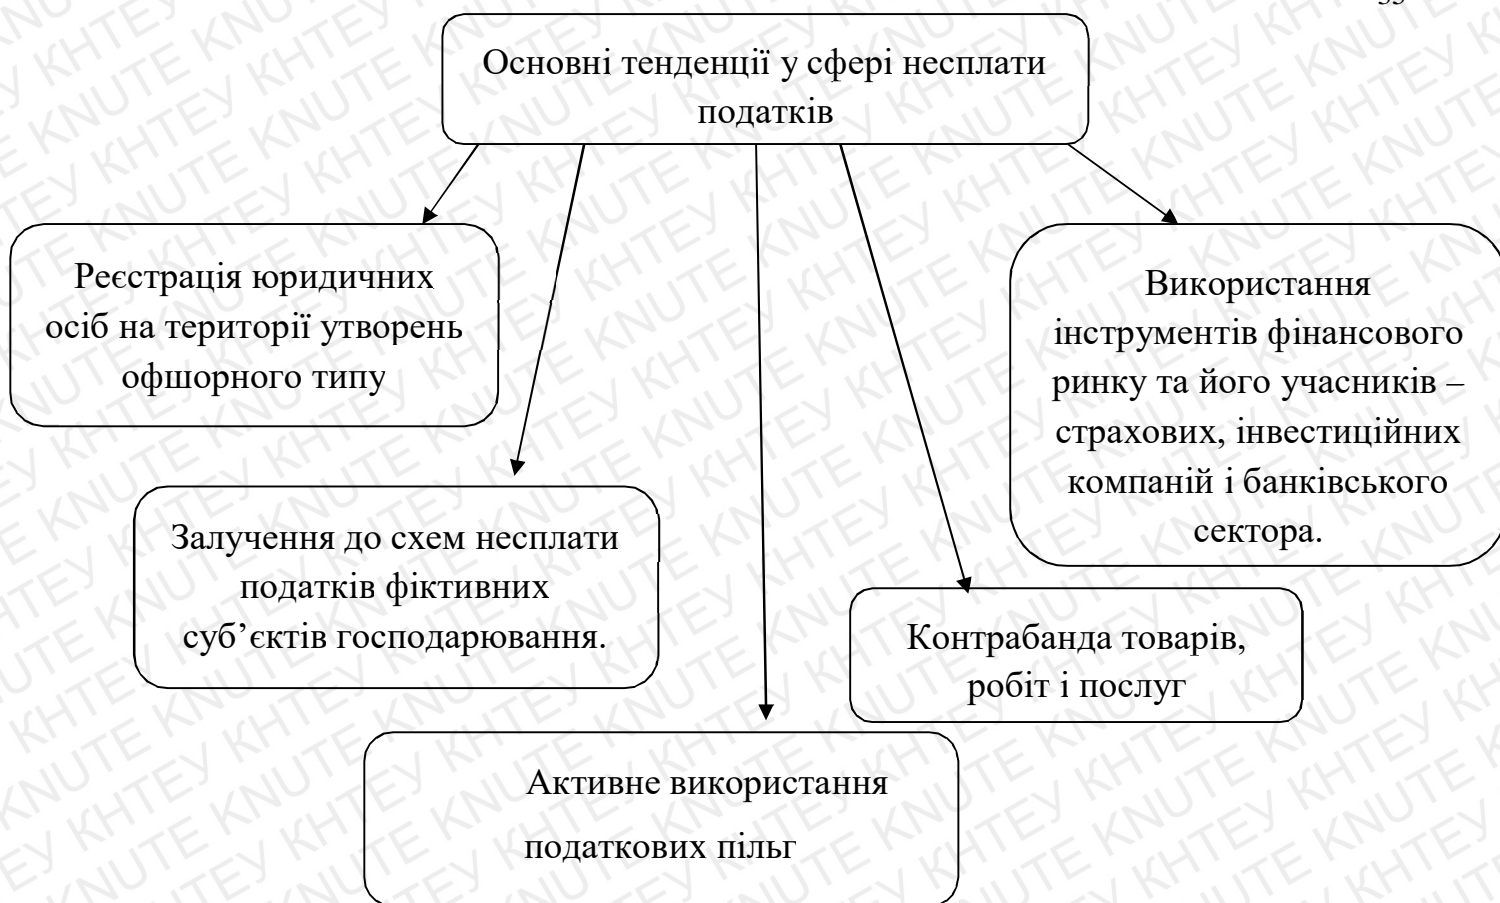 Основні тенденції у сфері несплати
податків
Реєстрація юридичних
осіб на території утворень
офшорного типу
Використання
інструментів фінансового
ринку та його учасників –
страхових, інвестиційних
компаній і банківського
сектора.
Залучення до схем несплати
податків фіктивних
суб’єктів господарювання.
Контрабанда товарів,
робіт і послуг
Активне використання
податкових пільг